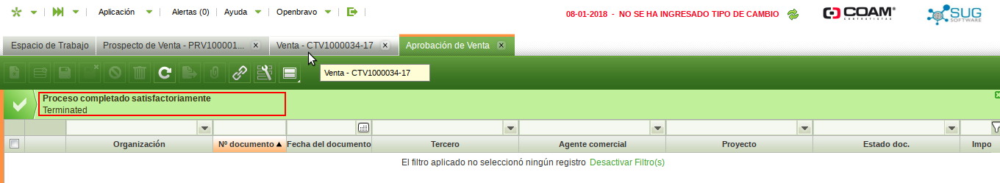 Aplicación Alertas (0) Ayuda Openbravo 08-01-2018 - NO SE HA INGRESADO TIPO DE CAMBIO COAM SUG
SOFTWARE
Espacio de Trabajo Prospecto de Venta - PRV100001... Venta - CTV1000034-17 Aprobación de Venta
Venta - CTV1000034-17
Proceso completado satisfactoriamente
Terminated
Organización Nº documento Fecha del documento Tercero Agente comercial Proyecto Estado doc. Impo
El filtro aplicado no seleccionó ningún registro Desactivar Filtro(s)